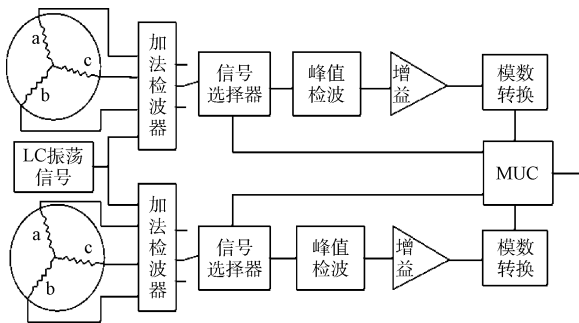 a
c
b
加法检波器
信号
选择器
峰值
检波
增益
模数
转换
LC振荡
信号
MUC
a
c
b
加法检波器
信号
选择器
峰值
检波
增益
模数
转换